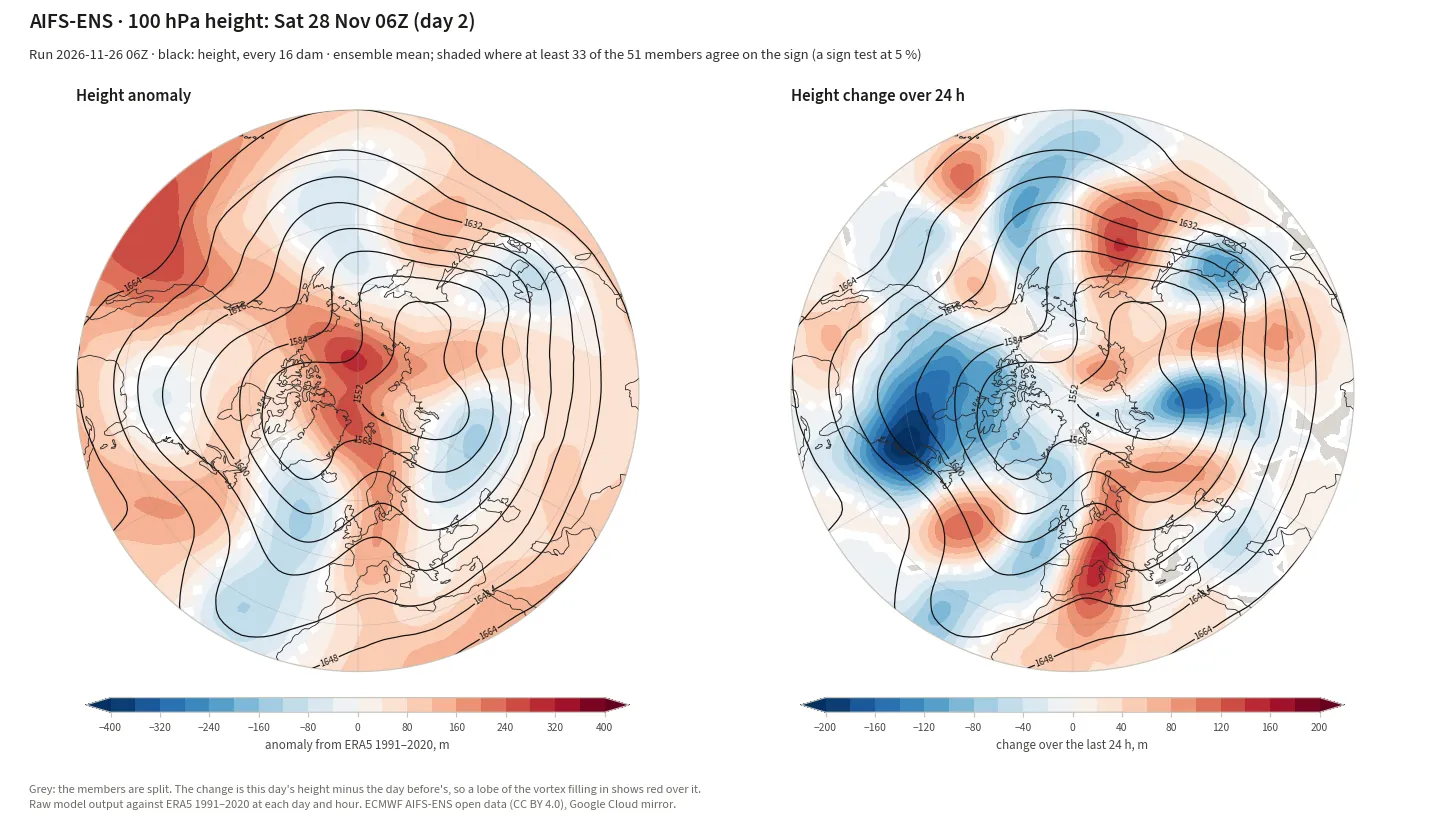 AIFS-ENS · 100 hPa height: Sat 28 Nov 06Z (day 2)
Run 2026-11-26 06Z · black: height, every 16 dam · ensemble mean; shaded where at least 33 of the 51 members agree on the sign (a sign test at 5 %)
Height anomaly
Height change over 24 h
1632
1664
1616
1584
1552
1568
1648
1664
1648
1632
1664
1616
1584
1552
1568
1648
1664
1648
−400 −320 −240 −160 −80 0 80 160 240 320 400
anomaly from ERA5 1991–2020, m
−200 −160 −120 −80 −40 0 40 80 120 160 200
change over the last 24 h, m
Grey: the members are split. The change is this day's height minus the day before's, so a lobe of the vortex filling in shows red over it.
Raw model output against ERA5 1991–2020 at each day and hour. ECMWF AIFS-ENS open data (CC BY 4.0), Google Cloud mirror.